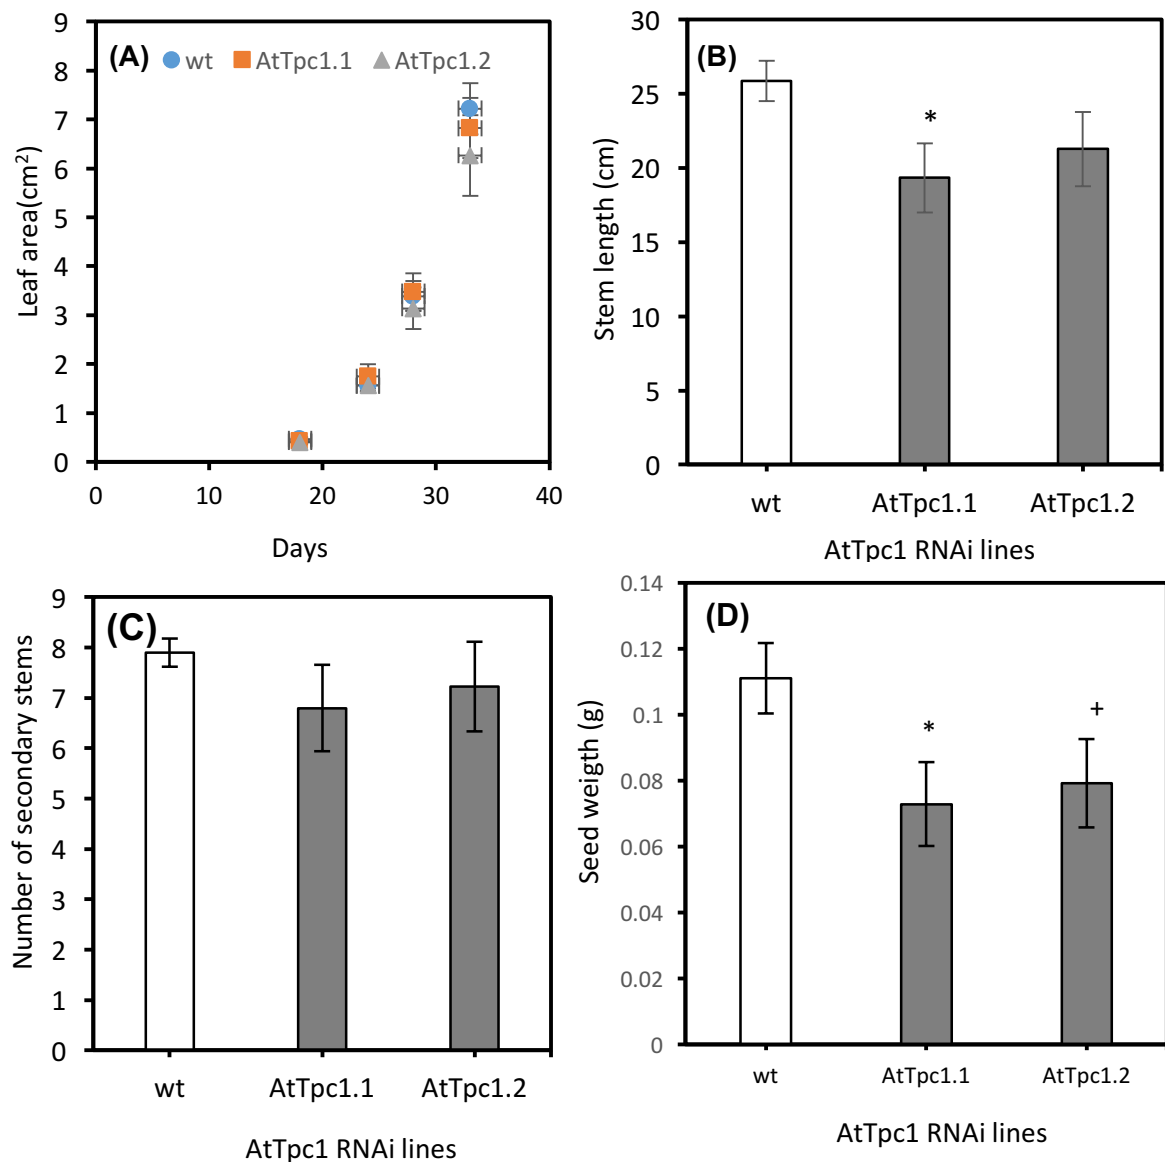 (A) wt AtTpc1.1 AtTpc1.2
9
8
7
6
5
4
3
2
1
0
Leaf area(cm²)
0 10 20 30 40
Days
(B)
30
25
20
15
10
5
0
Stem length (cm)
*
wt AtTpc1.1 AtTpc1.2
AtTpc1 RNAi lines
(C)
9
8
7
6
5
4
3
2
1
0
Number of secondary stems
wt AtTpc1.1 AtTpc1.2
AtTpc1 RNAi lines
(D)
0.14
0.12
0.1
0.08
0.06
0.04
0.02
0
Seed weigth (g)
* +
wt AtTpc1.1 AtTpc1.2
AtTpc1 RNAi lines